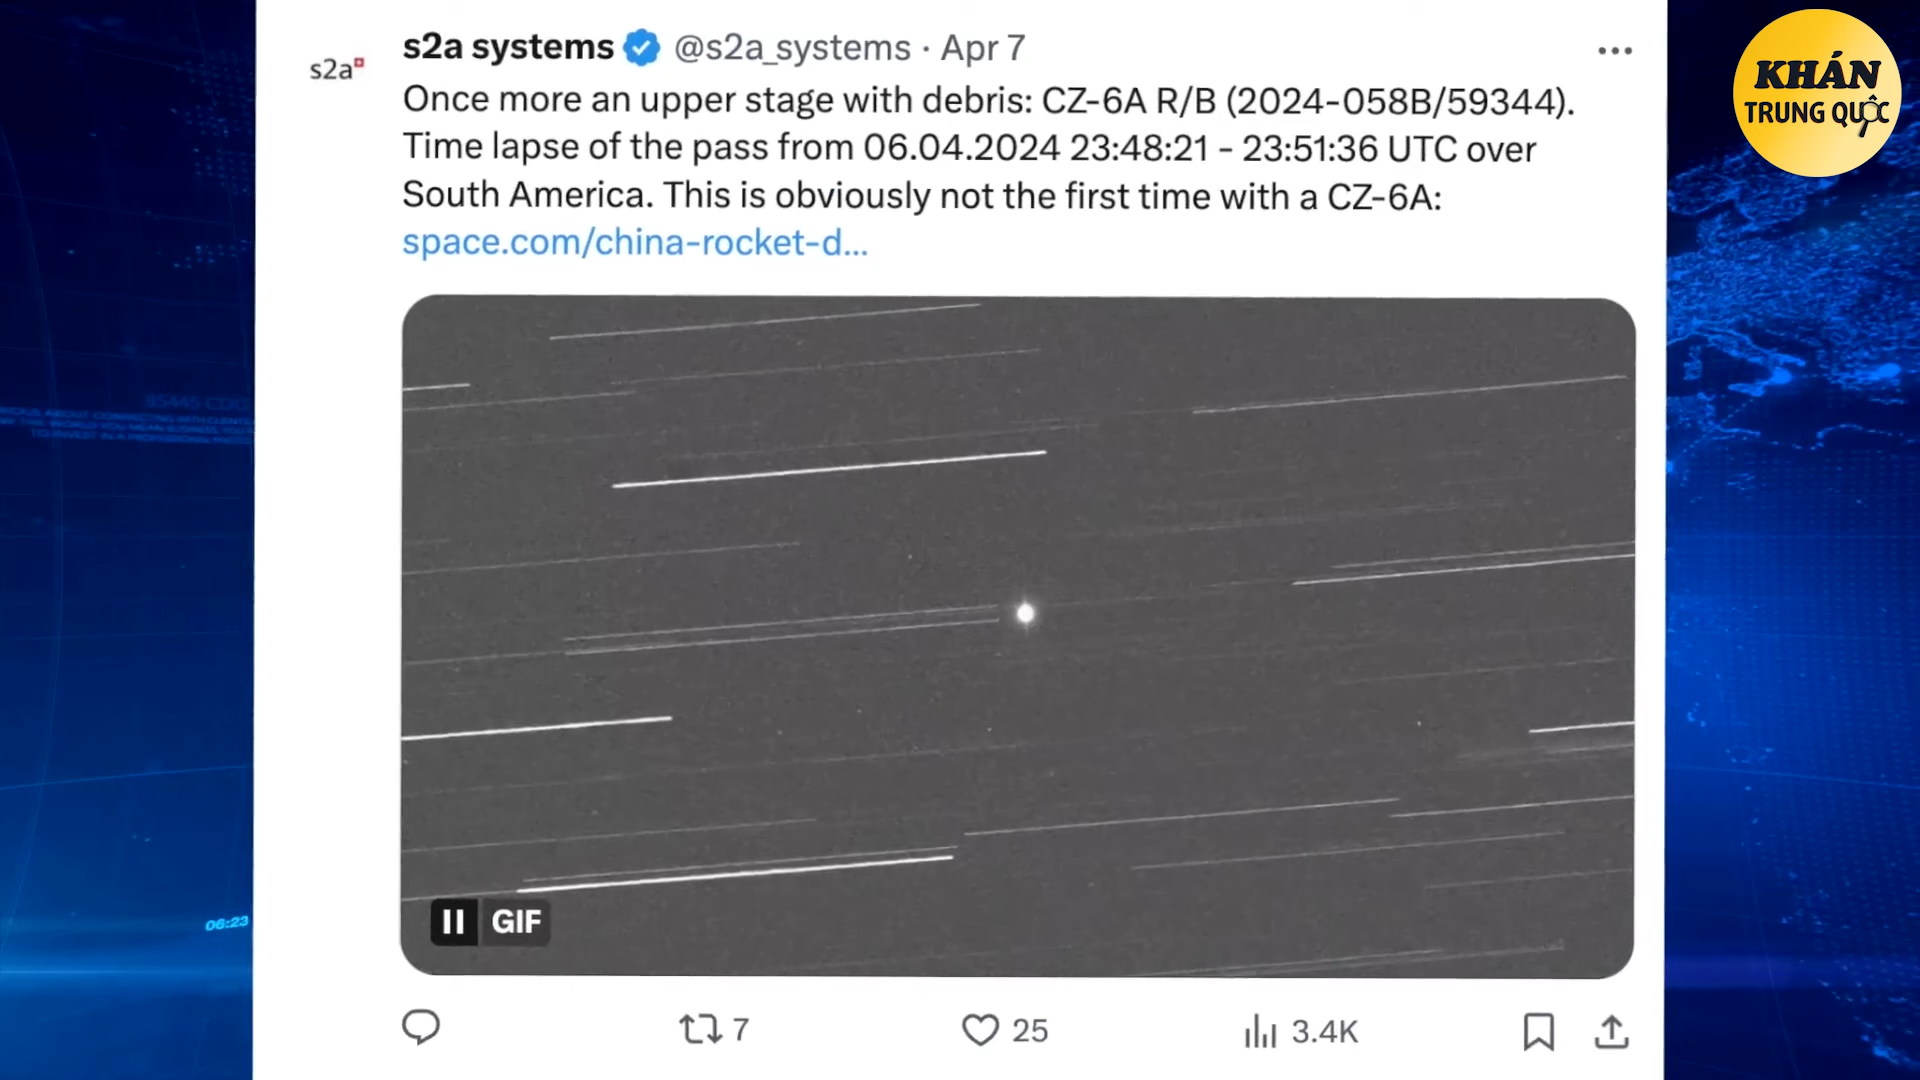 s2a systems @s2a_systems · Apr 7
s2a
Once more an upper stage with debris: CZ-6A R/B (2024-058B/59344).
Time lapse of the pass from 06.04.2024 23:48:21 - 23:51:36 UTC over
South America. This is obviously not the first time with a CZ-6A:
space.com/china-rocket-d...
GIF
7
25
3.4K
KHÁN
TRUNG QUỐC
06:23